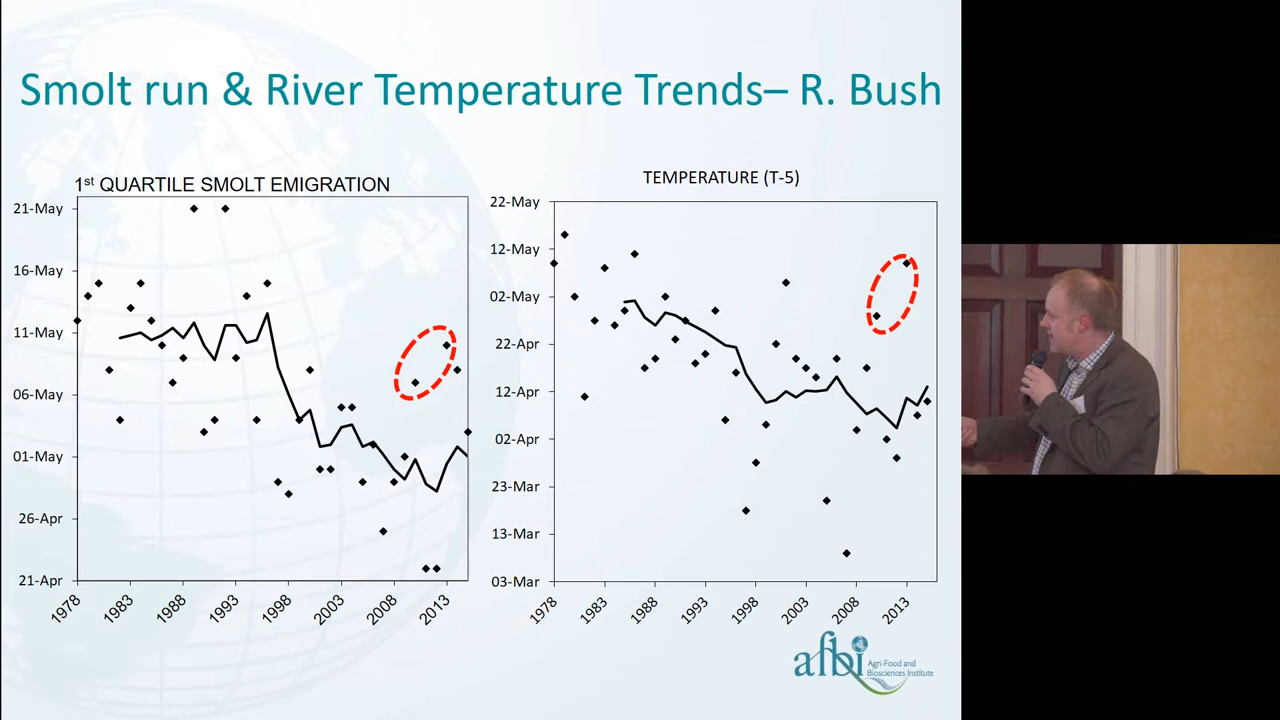 Smolt run & River Temperature Trends– R. Bush
1st QUARTILE SMOLT EMIGRATION
21-May
16-May
11-May
06-May
01-May
26-Apr
21-Apr
1978
1983
1988
1993
1998
2003
2008
2013
TEMPERATURE (T-5)
22-May
12-May
02-May
22-Apr
12-Apr
02-Apr
23-Mar
13-Mar
03-Mar
1978
1983
1988
1993
1998
2003
2008
2013
afbi
Agri-Food and
Biosciences Institute